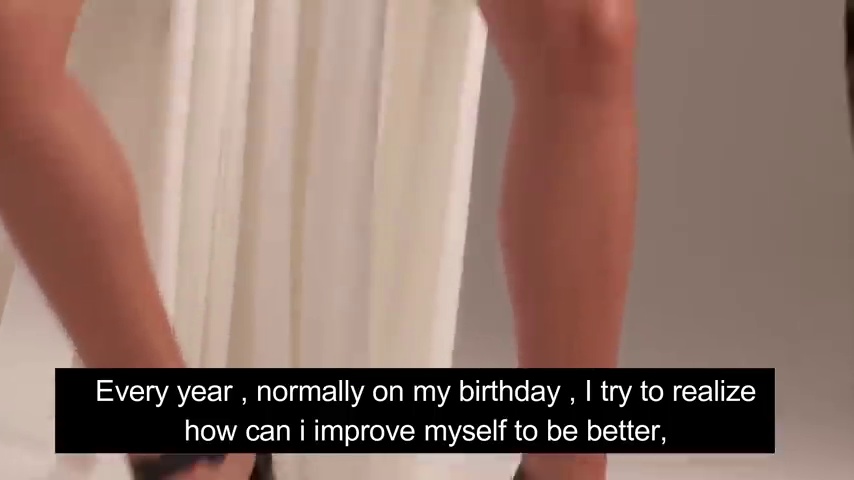 Every year , normally on my birthday , I try to realize
how can i improve myself to be better,